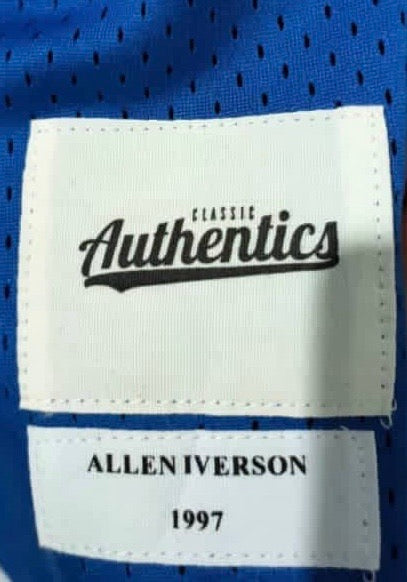 CLASSIC
Authentics
ALLEN IVERSON
1997